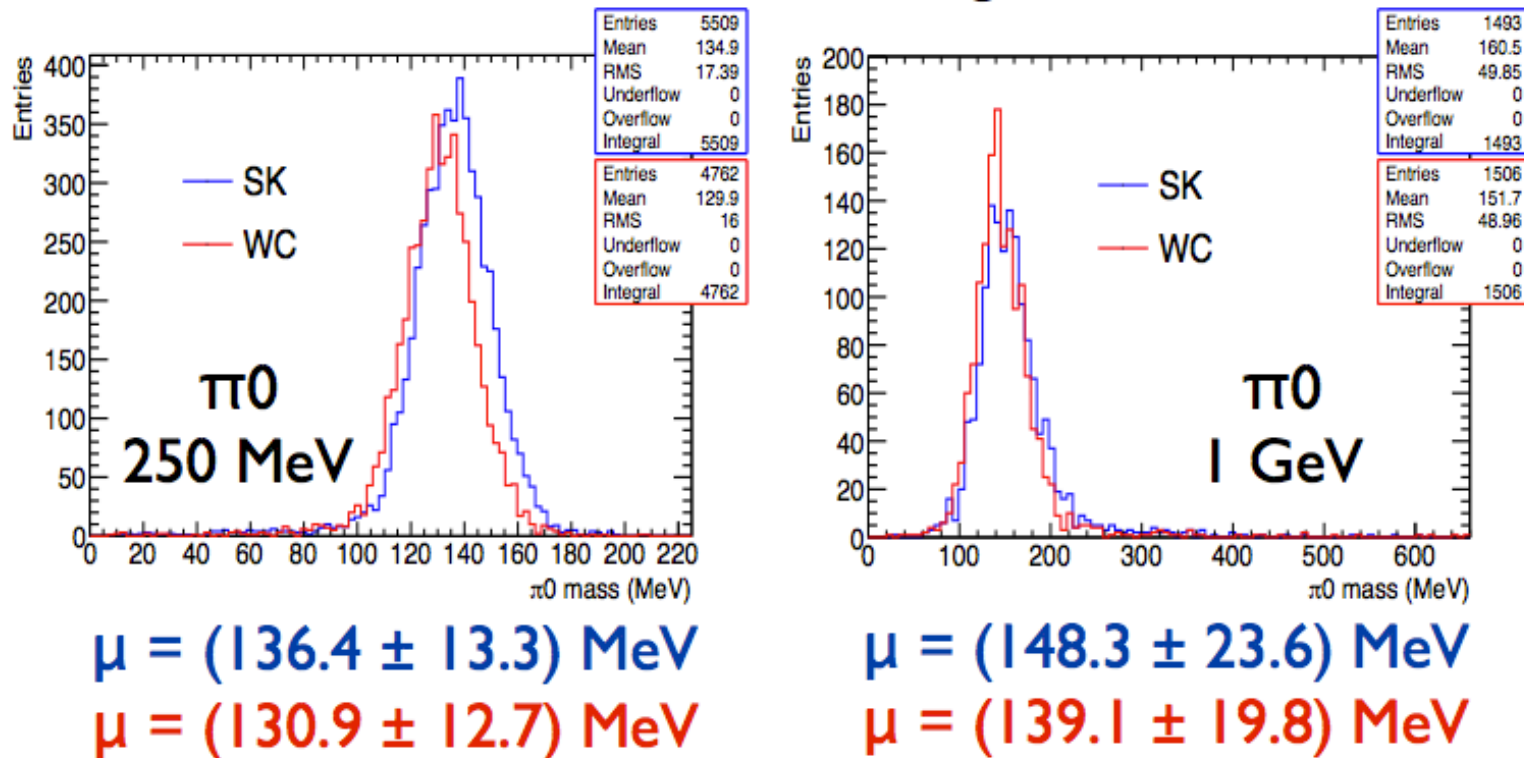 Entries 5509
Mean 134.9
RMS 17.39
Underflow 0
Overflow 0
Integral 5509
Entries 4762
Mean 129.9
RMS 16
Underflow 0
Overflow 0
Integral 4762
Entries
400
350
300
250
200
150
100
50
0
SK
WC
π0
250 MeV
0 20 40 60 80 100 120 140 160 180 200 220
π0 mass (MeV)
μ = (136.4 ± 13.3) MeV
μ = (130.9 ± 12.7) MeV
Entries 1493
Mean 160.5
RMS 49.85
Underflow 0
Overflow 0
Integral 1493
Entries 1506
Mean 151.7
RMS 48.96
Underflow 0
Overflow 0
Integral 1506
Entries
200
180
160
140
120
100
80
60
40
20
0
SK
WC
π0
1 GeV
0 100 200 300 400 500 600
π0 mass (MeV)
μ = (148.3 ± 23.6) MeV
μ = (139.1 ± 19.8) MeV